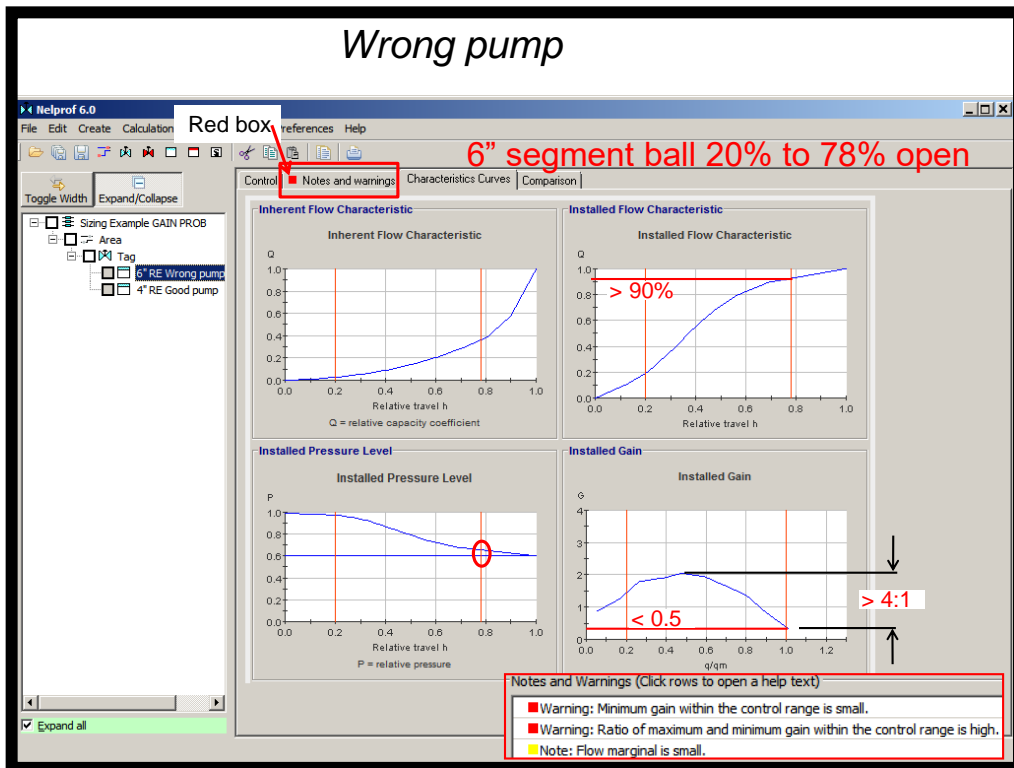 Wrong pump
Nelprof 6.0
File Edit Create Calculation references Help
Red box
6” segment ball 20% to 78% open
Toggle Width Expand/Collapse
Control Notes and warnings Characteristics Curves Comparison
Sizing Example GAIN PROB
Area
Tag
6" RE Wrong pump
4" RE Good pump
Expand all
Inherent Flow Characteristic
Inherent Flow Characteristic
Q
1.0
0.8
0.6
0.4
0.2
0.0
0.0 0.2 0.4 0.6 0.8 1.0
Relative travel h
Q = relative capacity coefficient
Installed Flow Characteristic
Installed Flow Characteristic
Q
1.0
> 90%
0.8
0.6
0.4
0.2
0.0
0.0 0.2 0.4 0.6 0.8 1.0
Relative travel h
Installed Pressure Level
Installed Pressure Level
P
1.0
0.8
0.6
0.4
0.2
0.0
0.0 0.2 0.4 0.6 0.8 1.0
Relative travel h
P = relative pressure
Installed Gain
Installed Gain
G
4
3
2
1
0
> 4:1
< 0.5
0.0 0.2 0.4 0.6 0.8 1.0 1.2
q/qm
Notes and Warnings (Click rows to open a help text)
Warning: Minimum gain within the control range is small.
Warning: Ratio of maximum and minimum gain within the control range is high.
Note: Flow marginal is small.